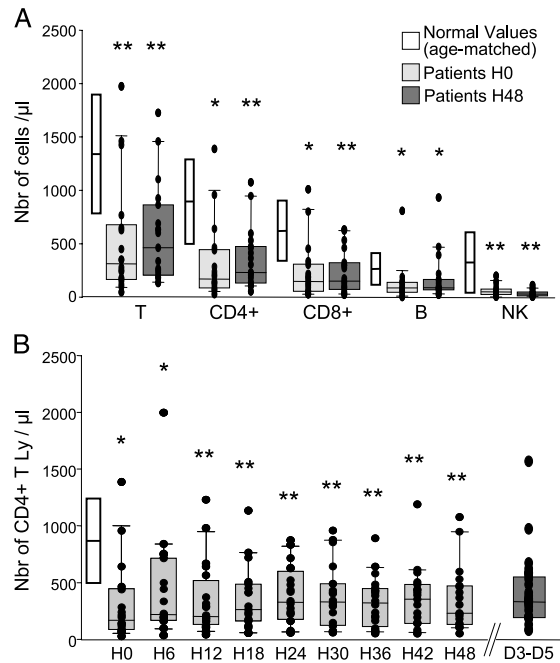 A
Nbr of cells /µl
2500
2000
1500
1000
500
0
** ** * ** * ** * * ** **
Normal Values
(age-matched)
Patients H0
Patients H48
T CD4+ CD8+ B NK
B
Nbr of CD4+ T Ly / µl
2500
2000
1500
1000
500
0
* * ** ** ** ** ** ** **
H0 H6 H12 H18 H24 H30 H36 H42 H48 // D3-D5